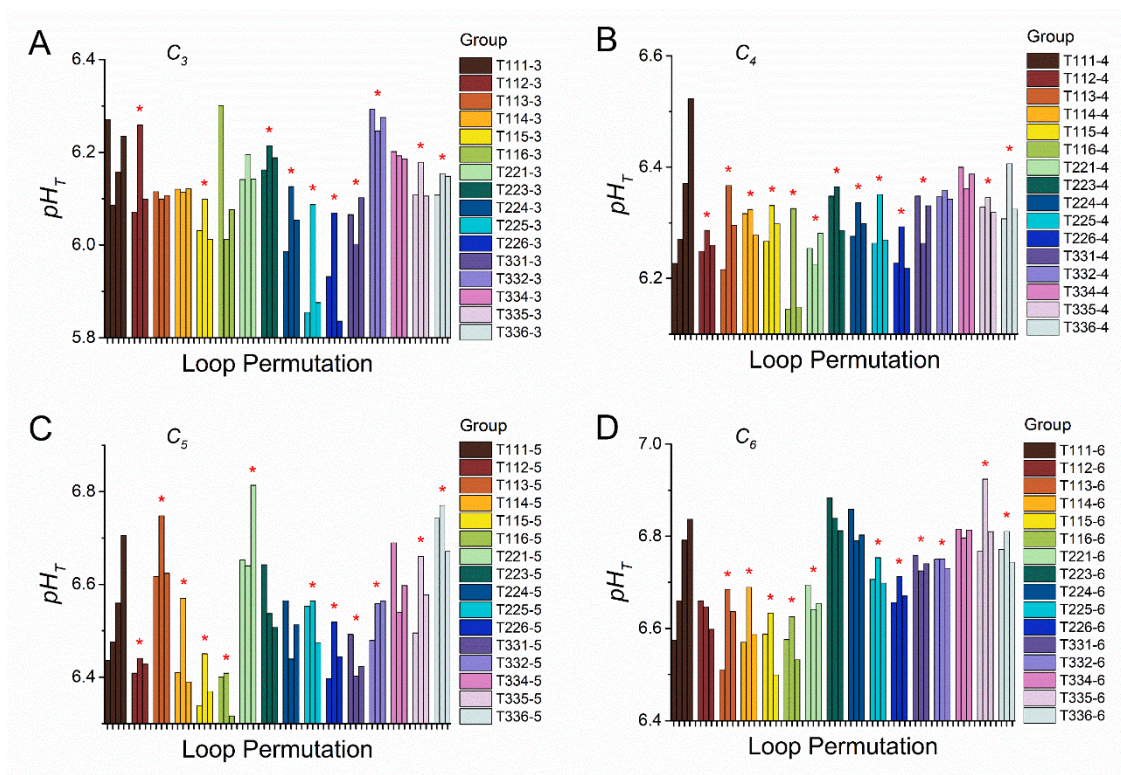 A
C3
Group
T111-3
T112-3
T113-3
T114-3
T115-3
T116-3
T221-3
T223-3
T224-3
T225-3
T226-3
T331-3
T332-3
T334-3
T335-3
T336-3
6.4
6.2
6.0
5.8
pHT
* * * * * * * * * *
Loop Permutation
B
C4
Group
T111-4
T112-4
T113-4
T114-4
T115-4
T116-4
T221-4
T223-4
T224-4
T225-4
T226-4
T331-4
T332-4
T334-4
T335-4
T336-4
6.6
6.4
6.2
pHT
* * * * * * * * * * * * *
Loop Permutation
C
C5
Group
T111-5
T112-5
T113-5
T114-5
T115-5
T116-5
T221-5
T223-5
T224-5
T225-5
T226-5
T331-5
T332-5
T334-5
T335-5
T336-5
6.8
6.6
6.4
pHT
* * * * * * * * * * * *
Loop Permutation
D
C6
Group
T111-6
T112-6
T113-6
T114-6
T115-6
T116-6
T221-6
T223-6
T224-6
T225-6
T226-6
T331-6
T332-6
T334-6
T335-6
T336-6
7.0
6.8
6.6
6.4
pHT
* * * * * * * * * * *
Loop Permutation